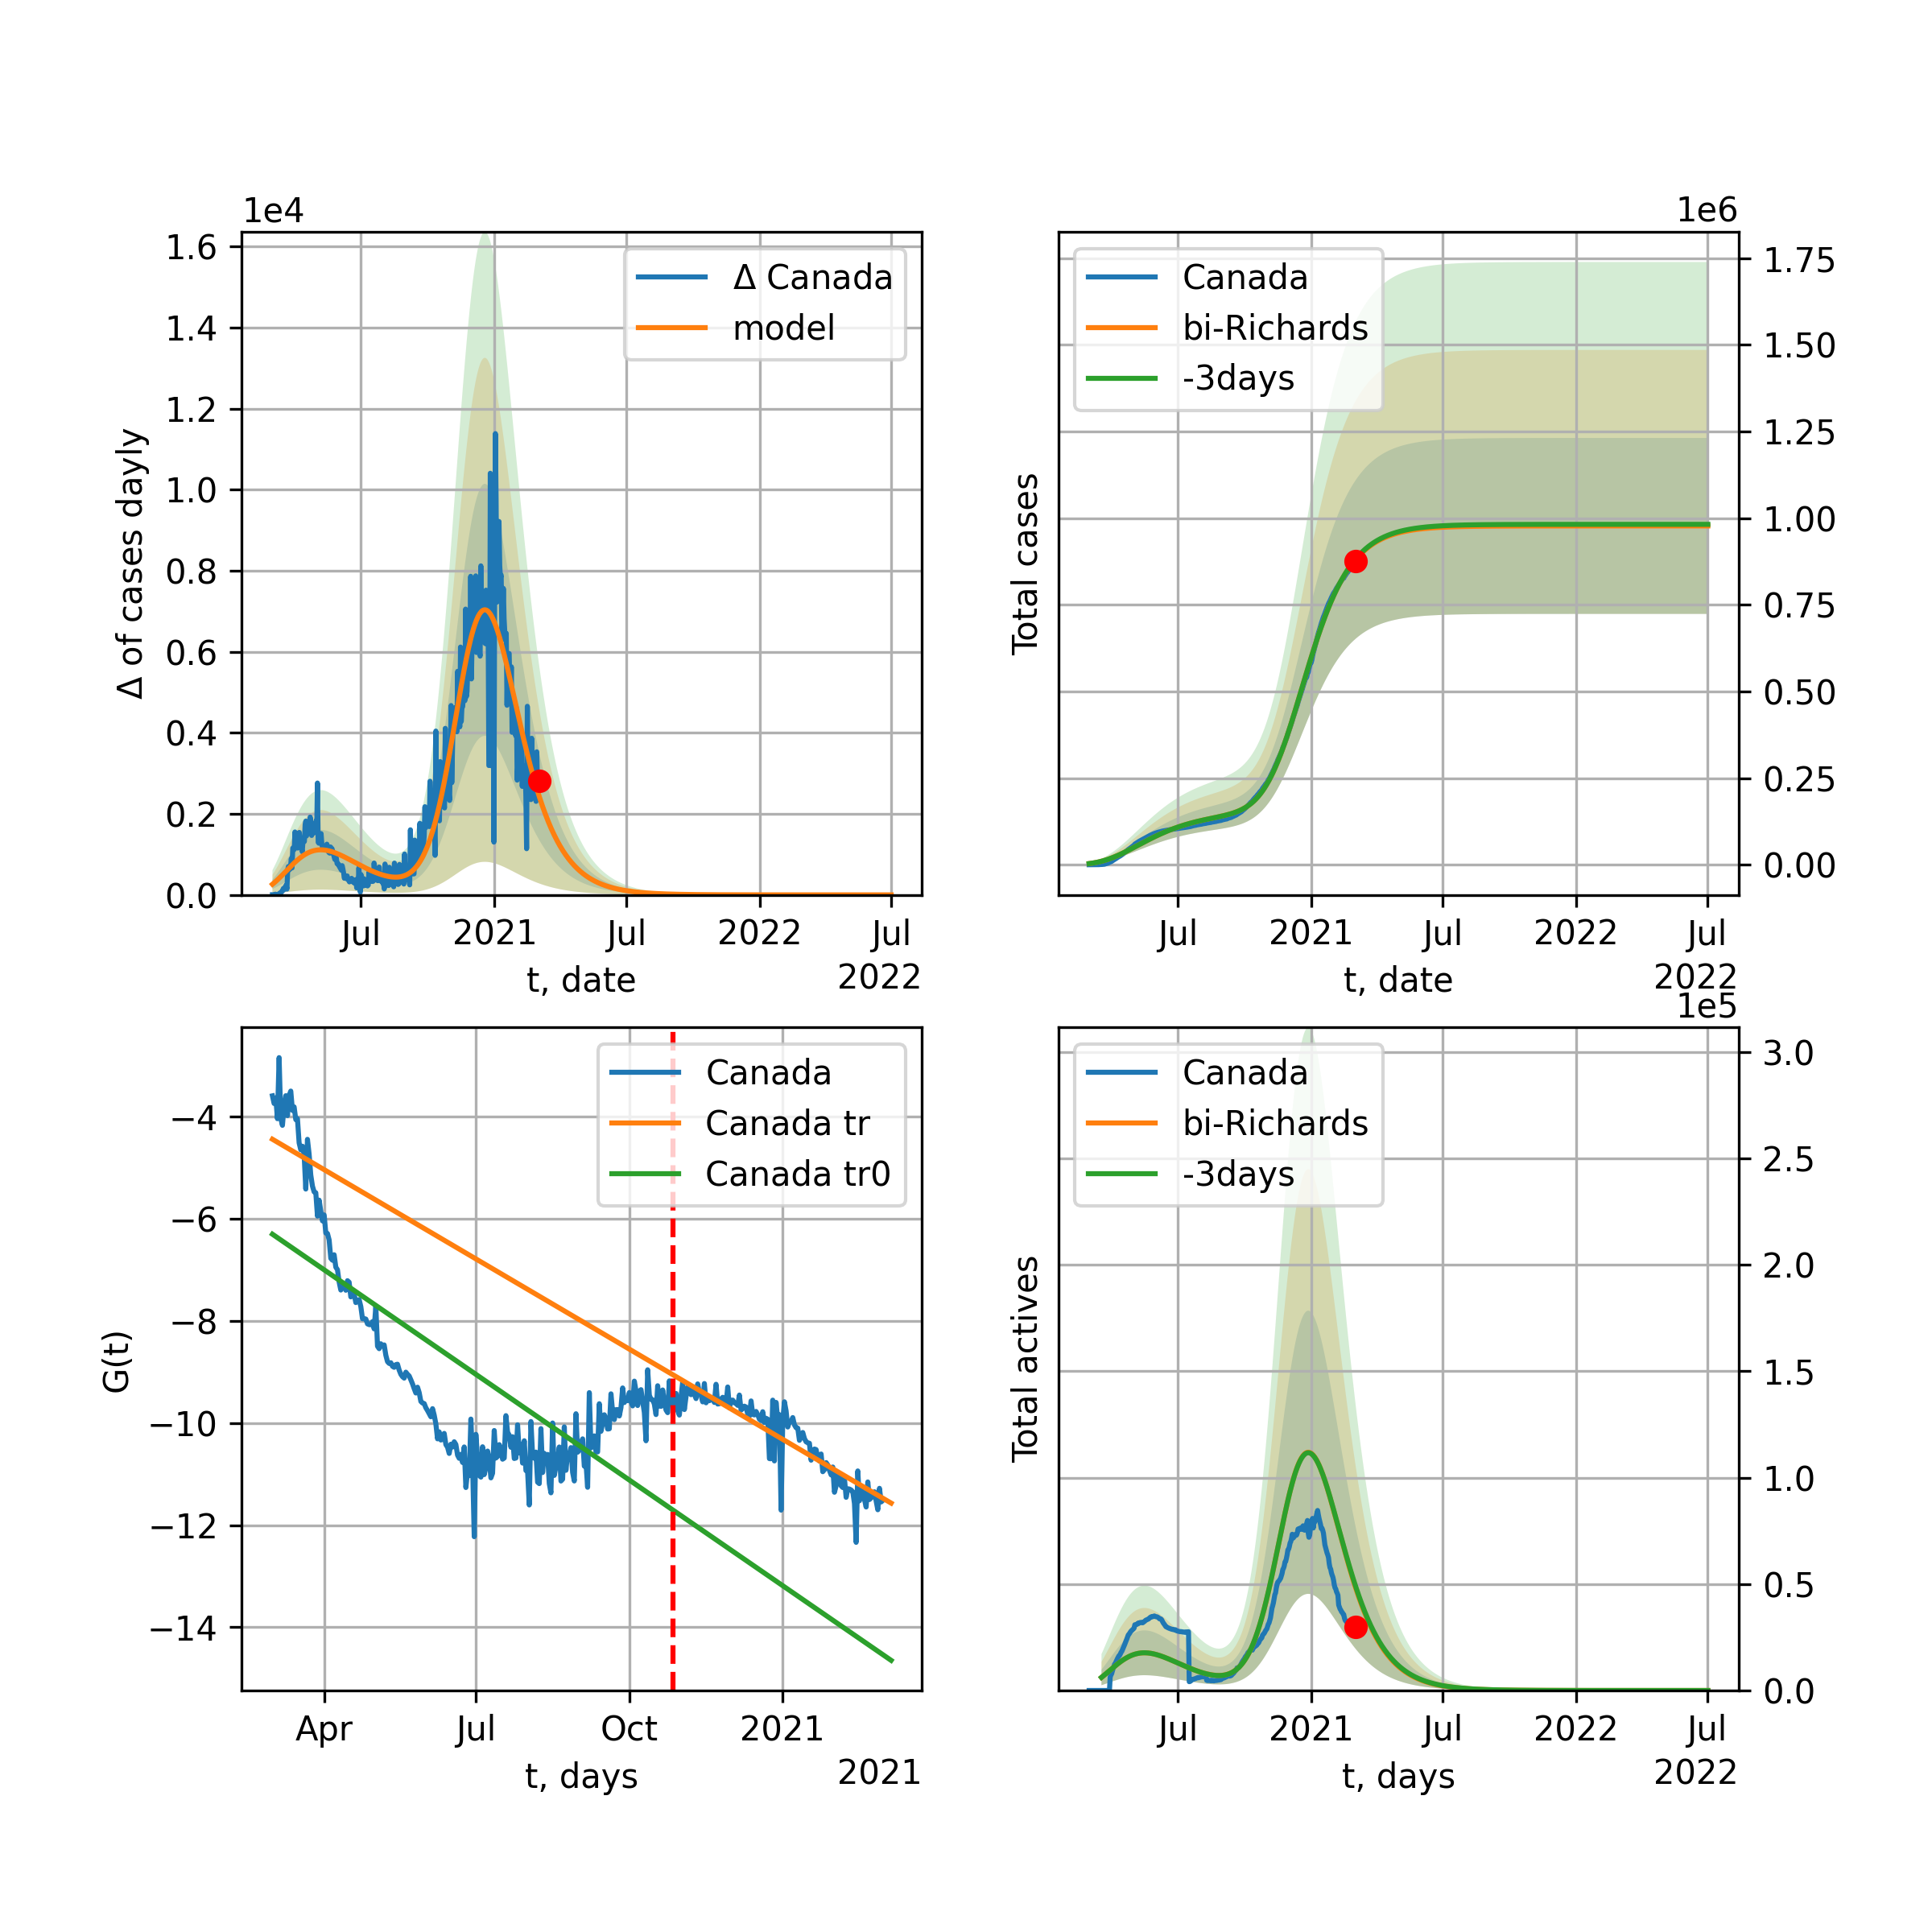 1e4
Δ of cases dayly
1.6
1.4
1.2
1.0
0.8
0.6
0.4
0.2
0.0
Δ Canada
model
Jul
2021
Jul
2022
Jul
t, date
2022
1e6
Total cases
Canada
bi-Richards
-3days
1.75
1.50
1.25
1.00
0.75
0.50
0.25
0.00
Jul
2021
Jul
2022
Jul
t, date
2022
G(t)
−4
−6
−8
−10
−12
−14
Canada
Canada tr
Canada tr0
Apr
Jul
Oct
2021
t, days
2021
1e5
Total actives
Canada
bi-Richards
-3days
3.0
2.5
2.0
1.5
1.0
0.5
0.0
Jul
2021
Jul
2022
Jul
t, days
2022